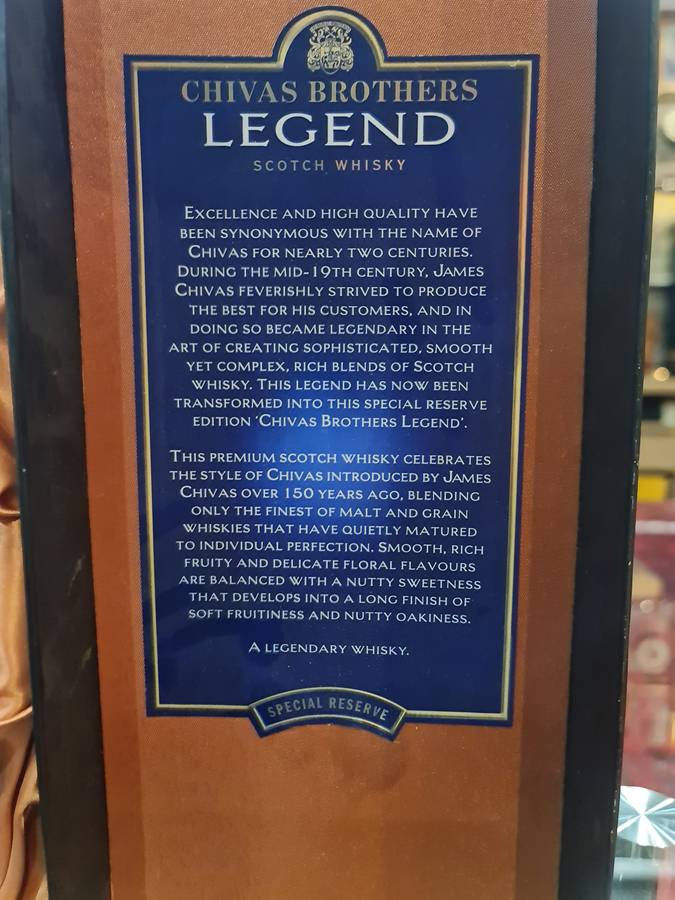 CHIVAS BROTHERS
LEGEND
SCOTCH WHISKY
EXCELLENCE AND HIGH QUALITY HAVE
BEEN SYNONYMOUS WITH THE NAME OF
CHIVAS FOR NEARLY TWO CENTURIES.
DURING THE MID-19TH CENTURY, JAMES
CHIVAS FEVERISHLY STRIVED TO PRODUCE
THE BEST FOR HIS CUSTOMERS, AND IN
DOING SO BECAME LEGENDARY IN THE
ART OF CREATING SOPHISTICATED, SMOOTH
YET COMPLEX, RICH BLENDS OF SCOTCH
WHISKY. THIS LEGEND HAS NOW BEEN
TRANSFORMED INTO THIS SPECIAL RESERVE
EDITION 'CHIVAS BROTHERS LEGEND'.
THIS PREMIUM SCOTCH WHISKY CELEBRATES
THE STYLE OF CHIVAS INTRODUCED BY JAMES
CHIVAS OVER 150 YEARS AGO, BLENDING
ONLY THE FINEST OF MALT AND GRAIN
WHISKIES THAT HAVE QUIETLY MATURED
TO INDIVIDUAL PERFECTION. SMOOTH, RICH
FRUITY AND DELICATE FLORAL FLAVOURS
ARE BALANCED WITH A NUTTY SWEETNESS
THAT DEVELOPS INTO A LONG FINISH OF
SOFT FRUITINESS AND NUTTY OAKINESS.
A LEGENDARY WHISKY.
SPECIAL RESERVE